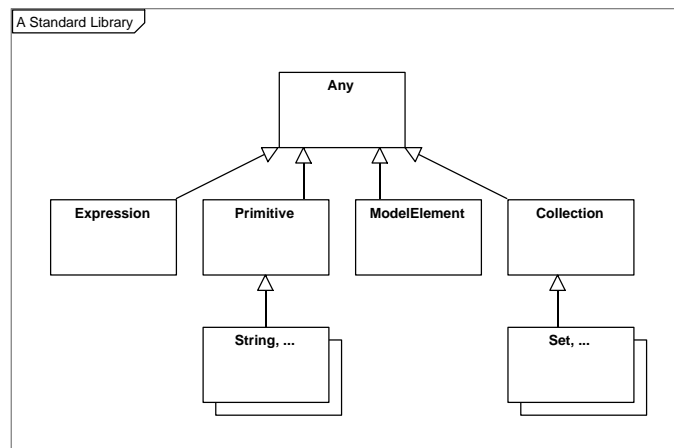 A Standard Library
Any
Expression
Primitive
ModelElement
Collection
String, ...
Set, ...